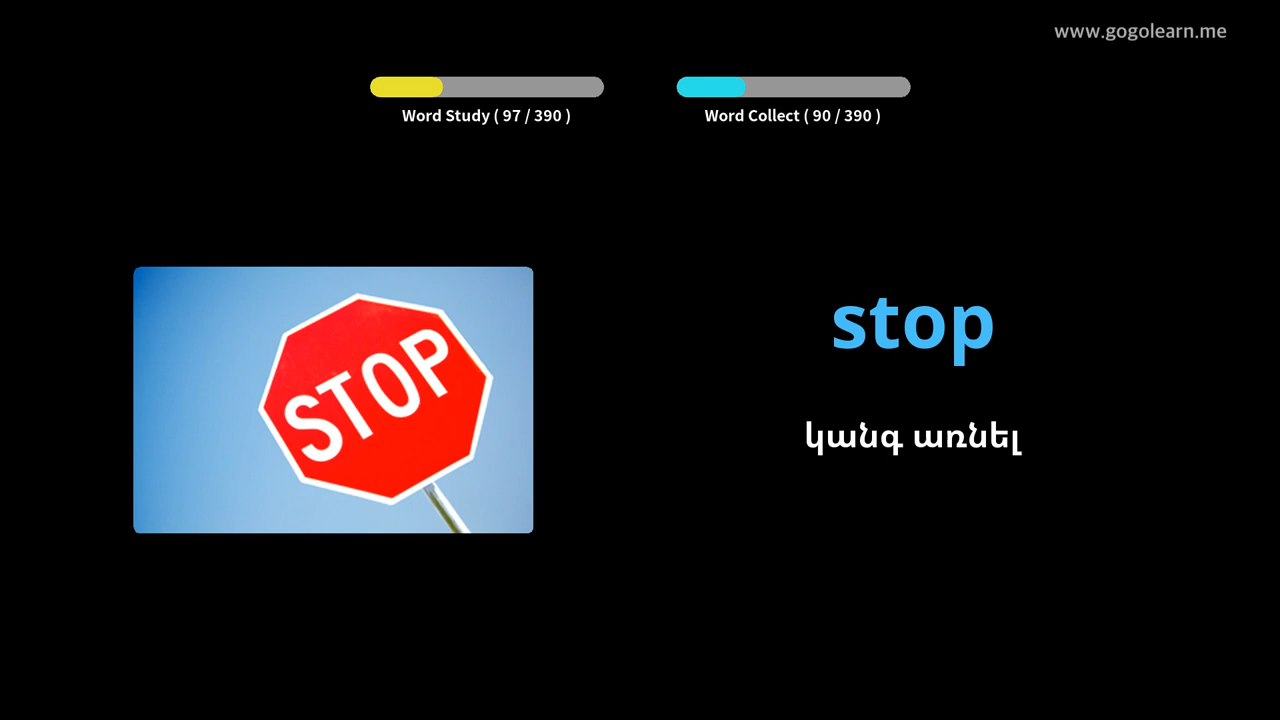 www.gogolearn.me
Word Study ( 97 / 390 )
Word Collect ( 90 / 390 )
STOP
stop
կանգ առնել